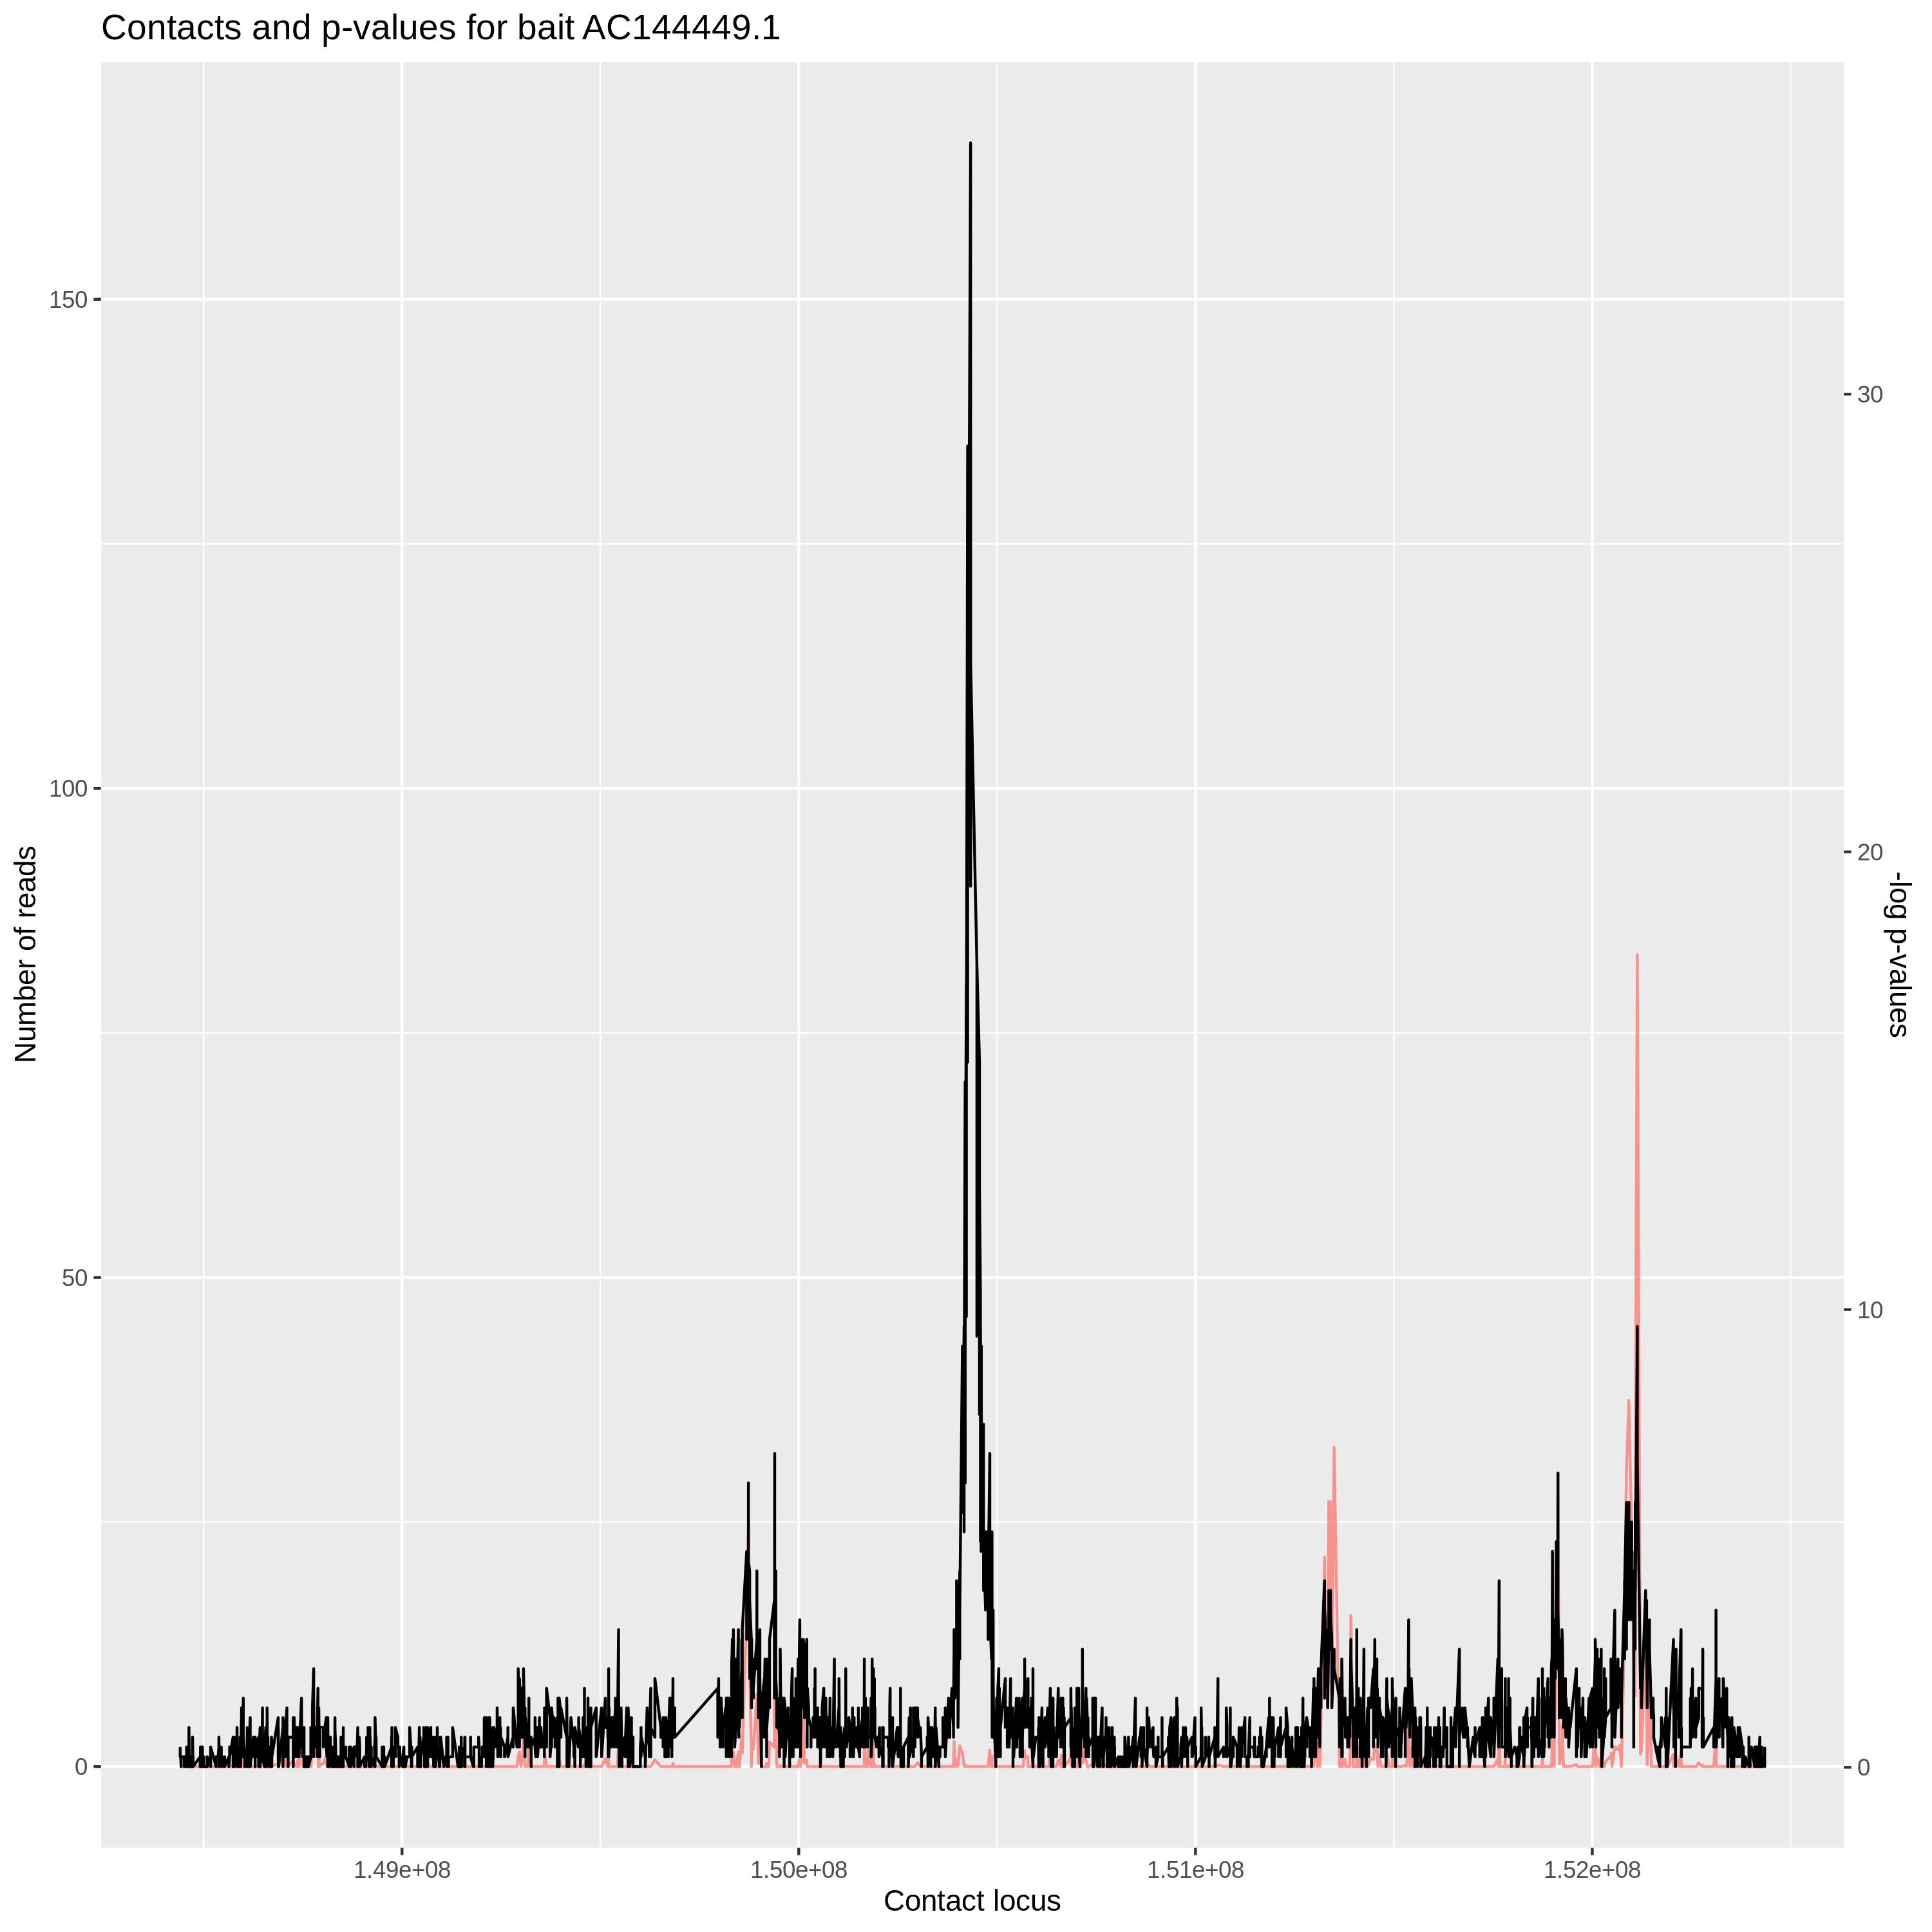 Contacts and p-values for bait AC144449.1
150
100
50
0
Number of reads
30
20
10
0
-log p-values
1.49e+08 1.50e+08 1.51e+08 1.52e+08
Contact locus